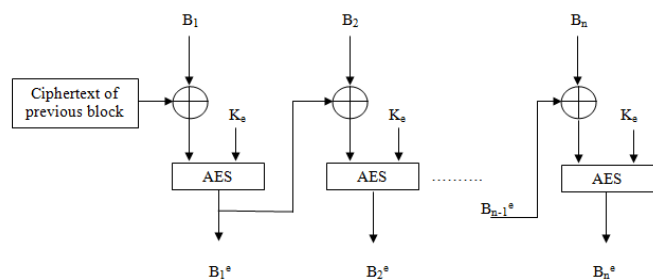 B₁ B₂ Bₙ
Ciphertext of
previous block
Kₑ Kₑ Kₑ
AES AES AES
...........
Bₙ₋₁ᵉ
B₁ᵉ B₂ᵉ Bₙᵉ